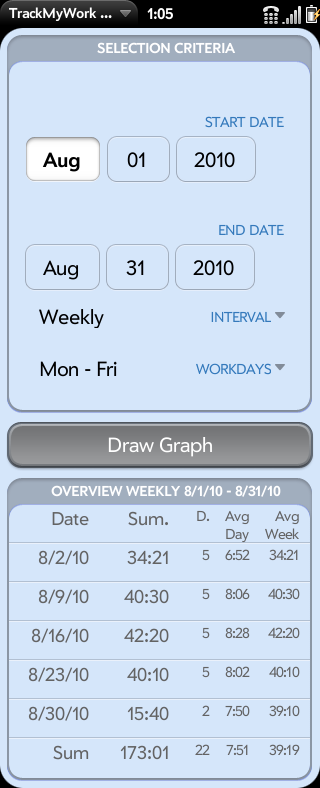 TrackMyWork ... 1:05
SELECTION CRITERIA
START DATE
Aug 01 2010
END DATE
Aug 31 2010
Weekly INTERVAL
Mon - Fri WORKDAYS
Draw Graph
OVERVIEW WEEKLY 8/1/10 - 8/31/10
Date Sum. D. Avg Day Avg Week
8/2/10 34:21 5 6:52 34:21
8/9/10 40:30 5 8:06 40:30
8/16/10 42:20 5 8:28 42:20
8/23/10 40:10 5 8:02 40:10
8/30/10 15:40 2 7:50 39:10
Sum 173:01 22 7:51 39:19